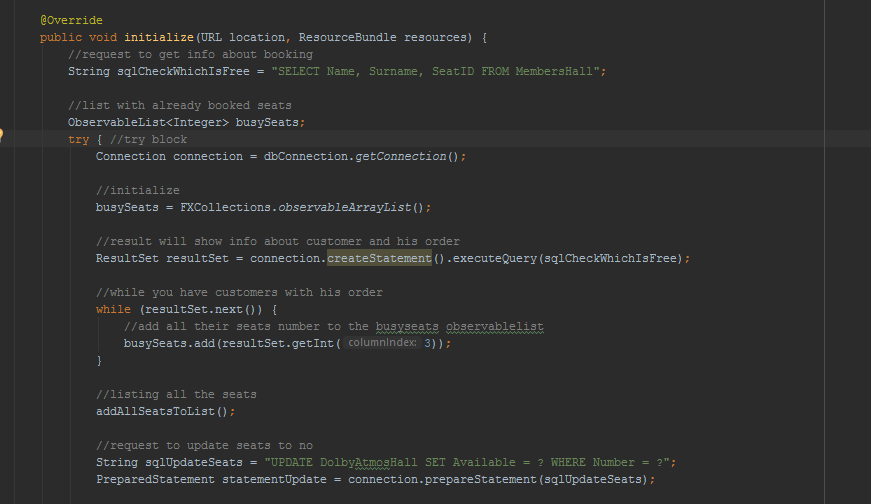 @Override
public void initialize(URL location, ResourceBundle resources) {
//request to get info about booking
String sqlCheckWhichIsFree = "SELECT Name, Surname, SeatID FROM MembersHall";
//list with already booked seats
ObservableList<Integer> busySeats;
try { //try block
Connection connection = dbConnection.getConnection();
//initialize
busySeats = FXCollections.observableArrayList();
//result will show info about customer and his order
ResultSet resultSet = connection.createStatement().executeQuery(sqlCheckWhichIsFree);
//while you have customers with his order
while (resultSet.next()) {
//add all their seats number to the busyseats observablelist
busySeats.add(resultSet.getInt( columnIndex: 3));
}
//listing all the seats
addAllSeatsToList();
//request to update seats to no
String sqlUpdateSeats = "UPDATE DolbyAtmosHall SET Available = ? WHERE Number = ?";
PreparedStatement statementUpdate = connection.prepareStatement(sqlUpdateSeats);